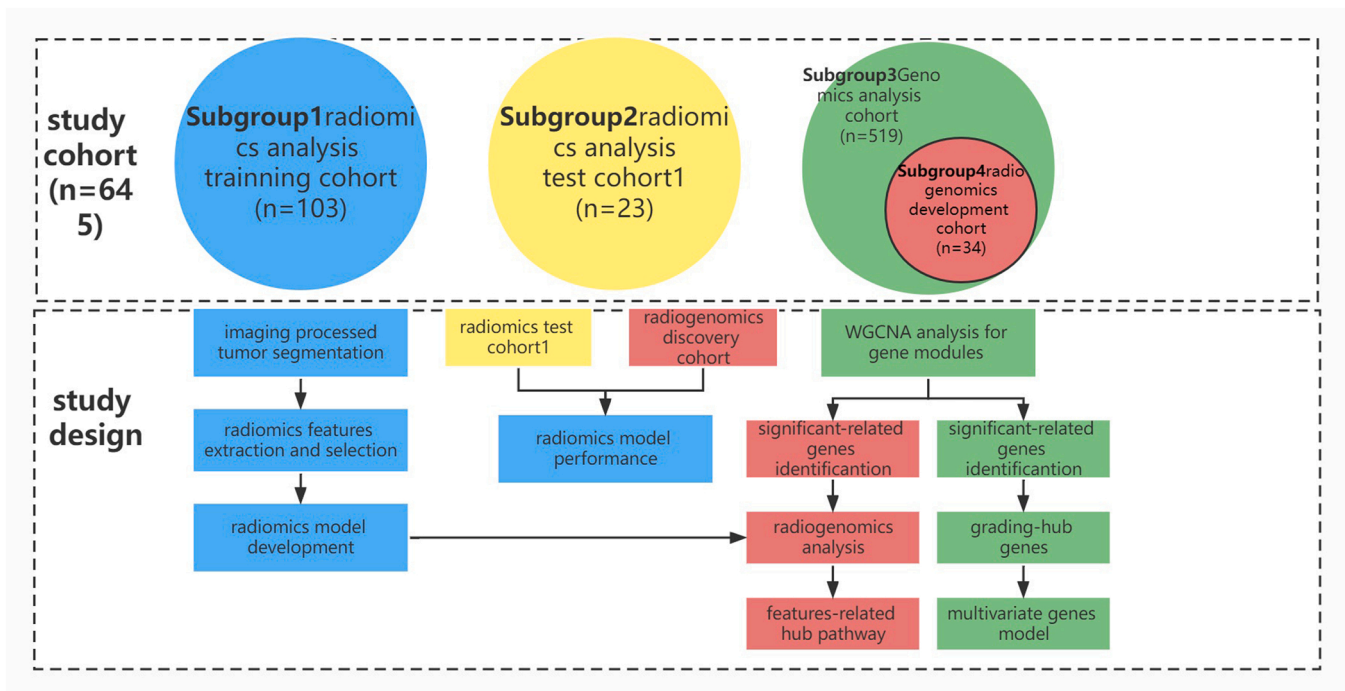 study
cohort
(n=64
5)
Subgroup1radiomi
cs analysis
trainning cohort
(n=103)
Subgroup2radiomi
cs analysis
test cohort1
(n=23)
Subgroup3Geno
mics analysis
cohort
(n=519)
Subgroup4radio
genomics
development
cohort
(n=34)
study
design
imaging processed
tumor segmentation
radiomics features
extraction and selection
radiomics model
development
radiomics test
cohort1
radiogenomics
discovery
cohort
radiomics model
performance
WGCNA analysis for
gene modules
significant-related
genes
identificantion
radiogenomics
analysis
features-related
hub pathway
significant-related
genes
identificantion
grading-hub
genes
multivariate genes
model